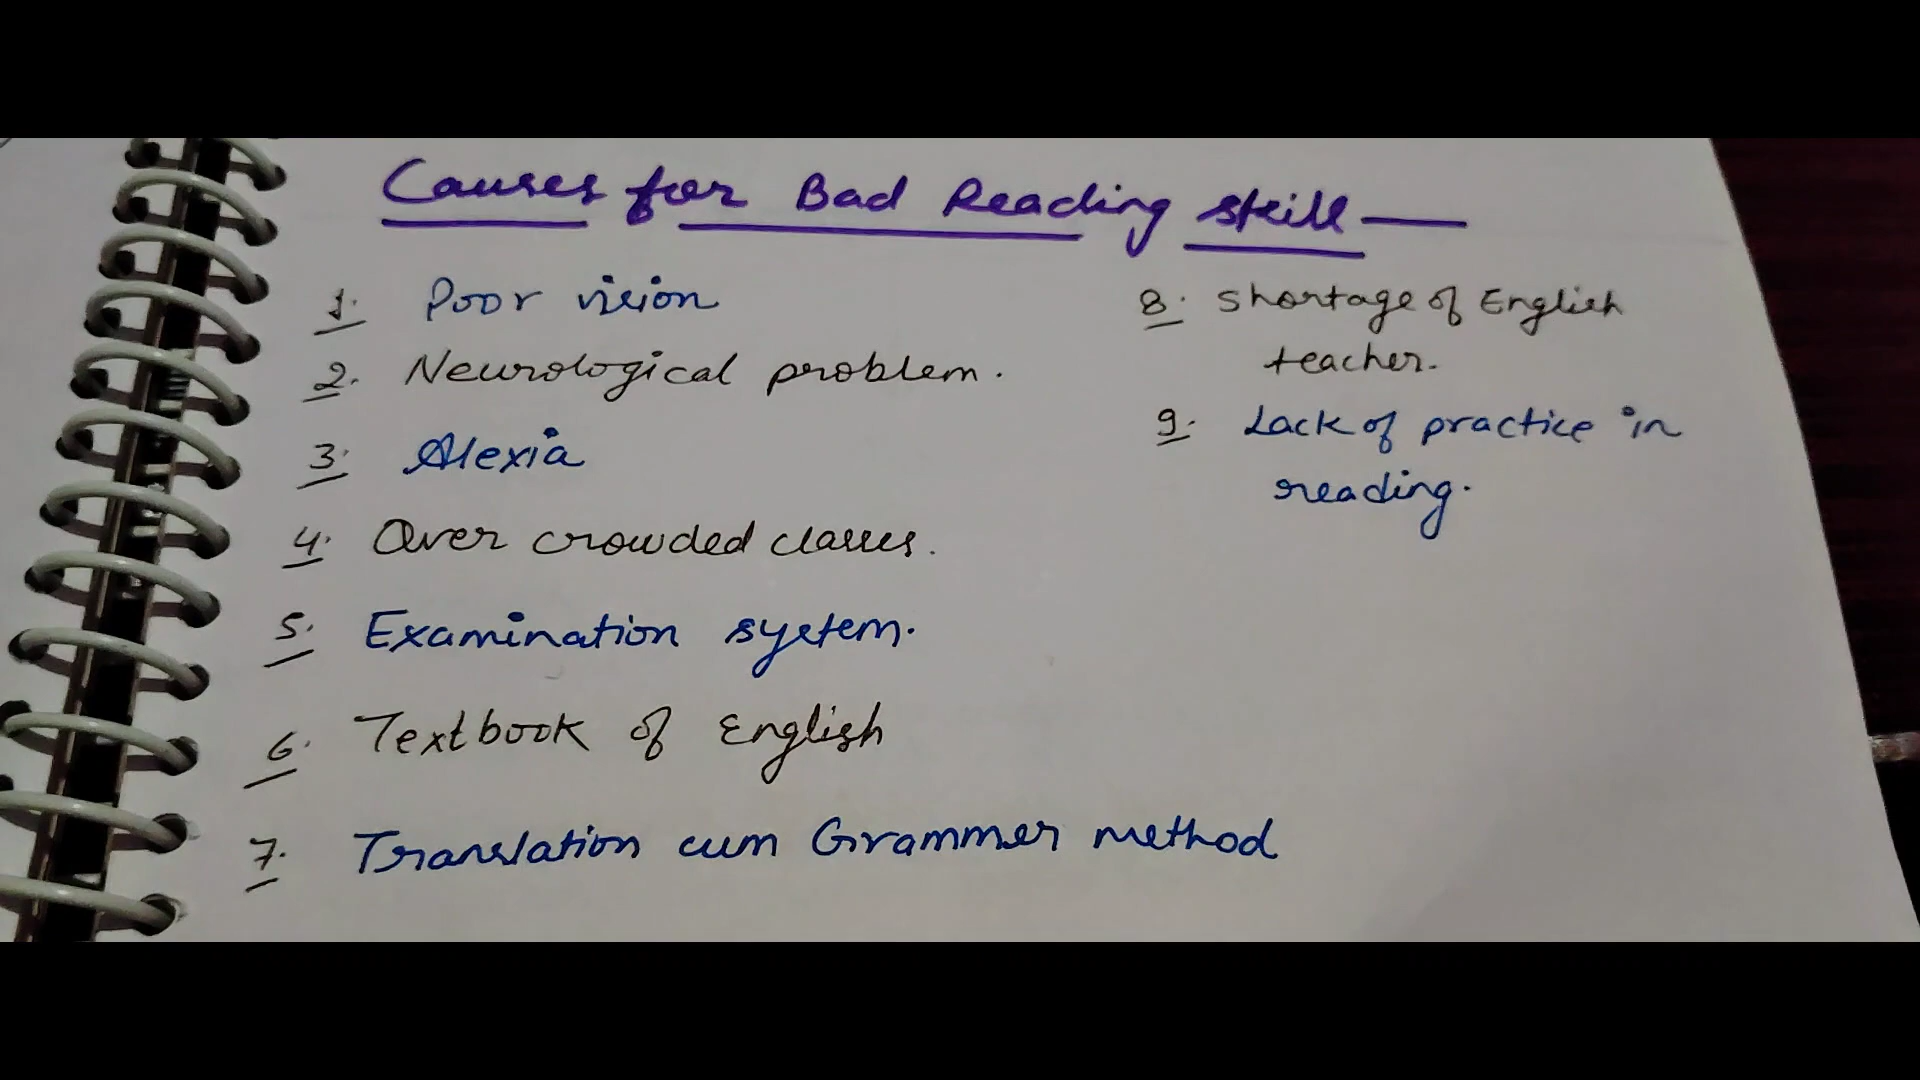 Causes for Bad Reading skill —
1. Poor vision
2. Neurological problem.
3. Alexia
4. Over crowded classes.
5. Examination system.
6. Textbook of English
7. Translation cum Grammer method
8. Shortage of English
teacher.
9. Lack of practice in
reading.